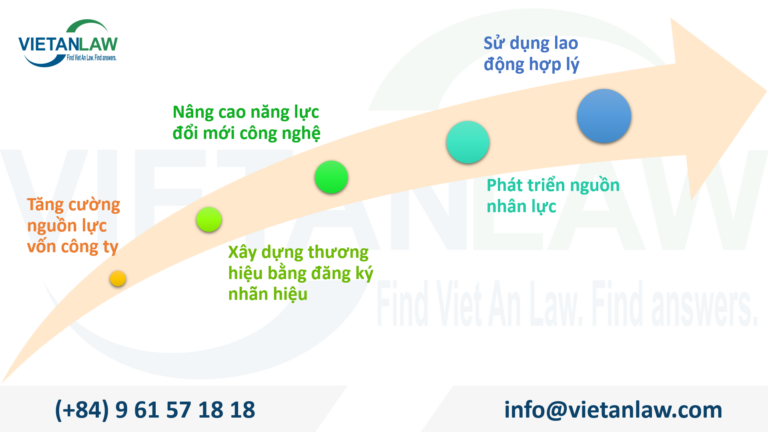 VIETANLAW
Find Viet An Law. Find answers.
Sử dụng lao
động hợp lý
Nâng cao năng lực
đổi mới công nghệ
Phát triển nguồn
nhân lực
Tăng cường
nguồn lực
vốn công ty
Xây dựng thương
hiệu bằng đăng ký
nhãn hiệu
VIETANLAW
Find Viet An Law. Find answers.
(+84) 9 61 57 18 18
info@vietanlaw.com